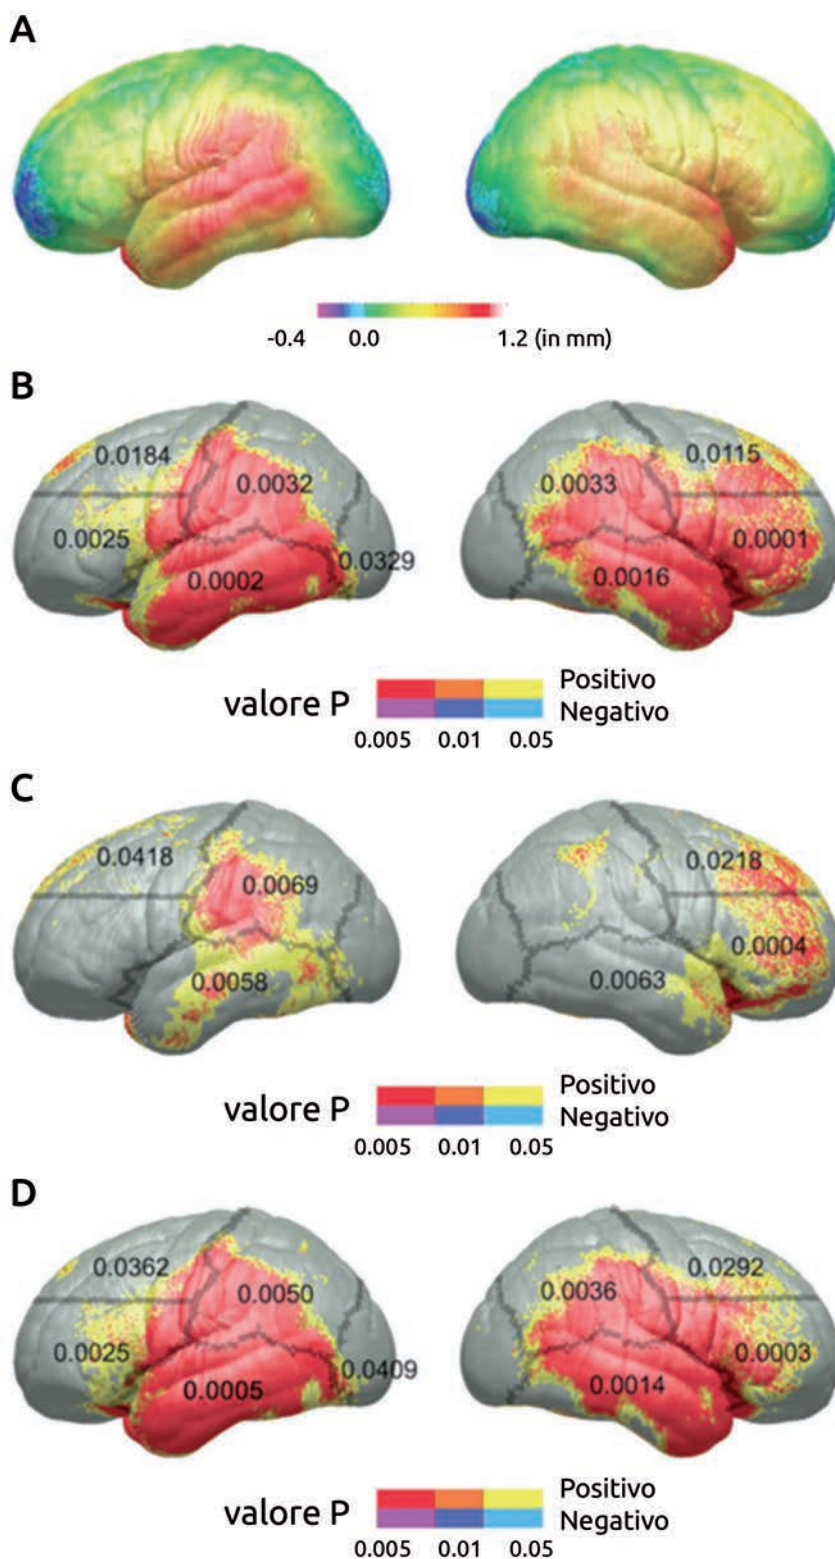 A
-0.4 0.0 1.2 (in mm)
B
0.0184 0.0032 0.0025 0.0002 0.0329
0.0115 0.0033 0.0001 0.0016
valore P
Positivo
Negativo
0.005 0.01 0.05
C
0.0418 0.0069 0.0058
0.0218 0.0004 0.0063
valore P
Positivo
Negativo
0.005 0.01 0.05
D
0.0362 0.0050 0.0025 0.0005 0.0409
0.0292 0.0036 0.0003 0.0014
valore P
Positivo
Negativo
0.005 0.01 0.05